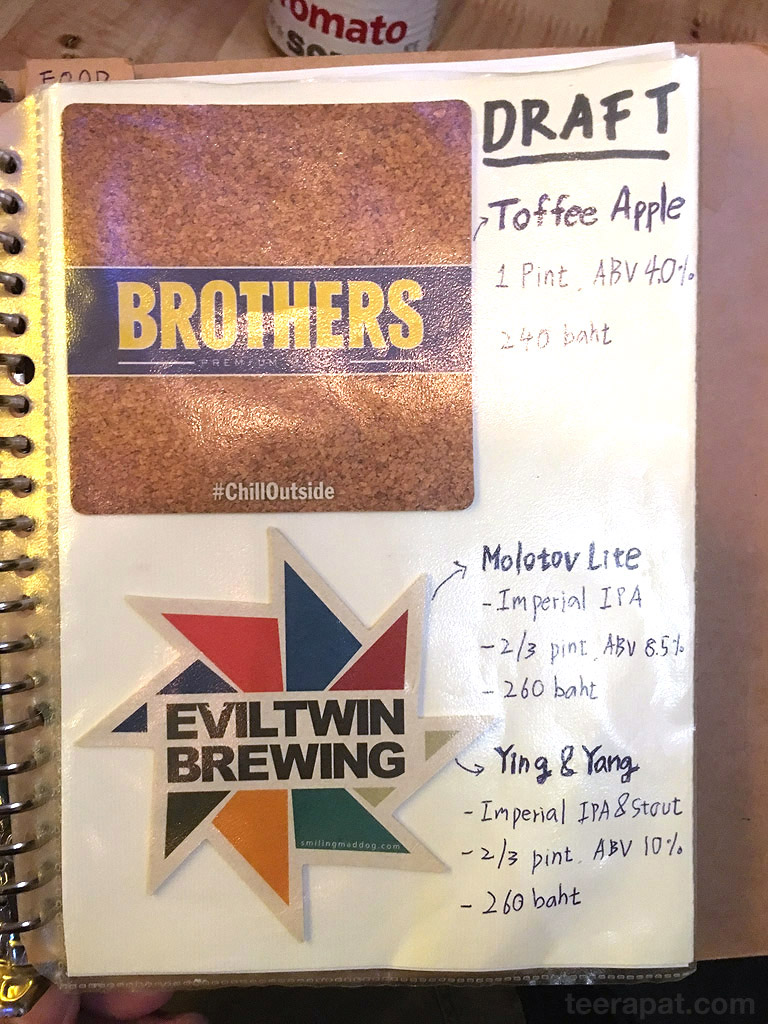 Tomato
FOOD
DRAFT
BROTHERS
PREMIUM
#ChillOutside
Toffee Apple
1 Pint, ABV 4.0%
240 baht
EVILTWIN
BREWING
smilingmaddog.com
Molotov Lite
- Imperial IPA
- 2/3 pint, ABV 8.5%
- 260 baht
Ying & Yang
- Imperial IPA & Stout
- 2/3 pint, ABV 10%
- 260 baht
teerapat.com